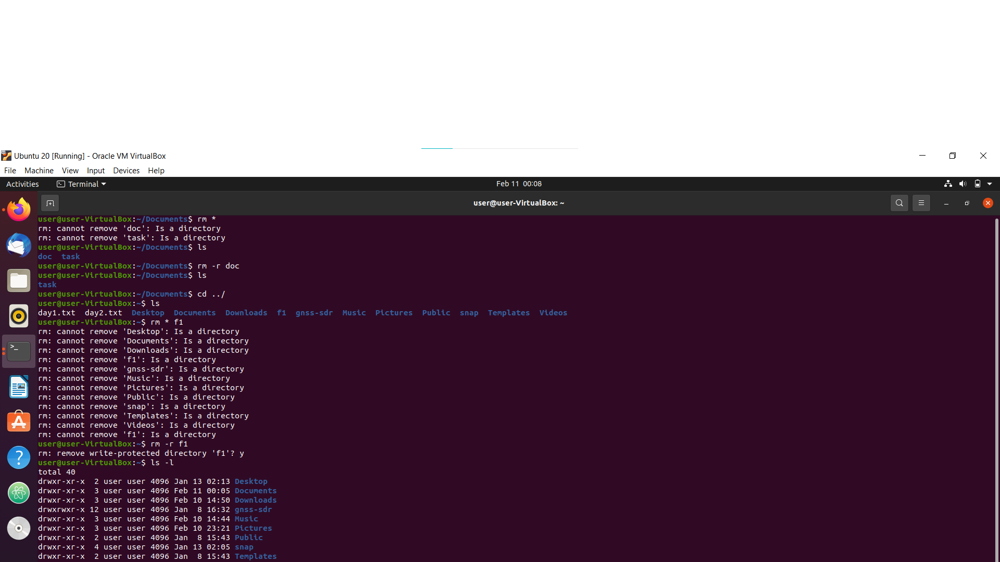 Ubuntu 20 [Running] - Oracle VM VirtualBox
File Machine View Input Devices Help
Activities Terminal Feb 11 00:08
user@user-VirtualBox: ~
user@user-VirtualBox:~/Documents$ rm *
rm: cannot remove 'doc': Is a directory
rm: cannot remove 'task': Is a directory
user@user-VirtualBox:~/Documents$ ls
doc  task
user@user-VirtualBox:~/Documents$ rm -r doc
user@user-VirtualBox:~/Documents$ ls
task
user@user-VirtualBox:~/Documents$ cd ../
user@user-VirtualBox:~$ ls
day1.txt  day2.txt  Desktop  Documents  Downloads  f1  gnss-sdr  Music  Pictures  Public  snap  Templates  Videos
user@user-VirtualBox:~$ rm * f1
rm: cannot remove 'Desktop': Is a directory
rm: cannot remove 'Documents': Is a directory
rm: cannot remove 'Downloads': Is a directory
rm: cannot remove 'f1': Is a directory
rm: cannot remove 'gnss-sdr': Is a directory
rm: cannot remove 'Music': Is a directory
rm: cannot remove 'Pictures': Is a directory
rm: cannot remove 'Public': Is a directory
rm: cannot remove 'snap': Is a directory
rm: cannot remove 'Templates': Is a directory
rm: cannot remove 'Videos': Is a directory
rm: cannot remove 'f1': Is a directory
user@user-VirtualBox:~$ rm -r f1
rm: remove write-protected directory 'f1'? y
user@user-VirtualBox:~$ ls -l
total 40
drwxr-xr-x  2 user user 4096 Jan 13 02:13 Desktop
drwxr-xr-x  3 user user 4096 Feb 11 00:05 Documents
drwxr-xr-x  3 user user 4096 Feb 10 14:50 Downloads
drwxrwxr-x 12 user user 4096 Jan  8 16:32 gnss-sdr
drwxr-xr-x  3 user user 4096 Feb 10 14:44 Music
drwxr-xr-x  3 user user 4096 Feb 10 23:21 Pictures
drwxr-xr-x  2 user user 4096 Jan  8 15:43 Public
drwxr-xr-x  4 user user 4096 Jan 13 02:05 snap
drwxr-xr-x  2 user user 4096 Jan  8 15:43 Templates